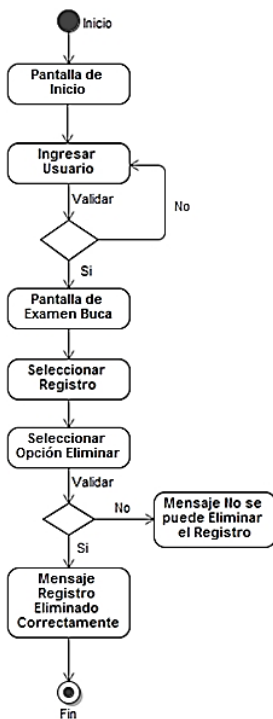 Inicio
Pantalla de
Inicio
Ingresar
Usuario
Validar
No
Si
Pantalla de
Examen Buca
Seleccionar
Registro
Seleccionar
Opción Eliminar
Validar
No
Mensaje No se
puede Eliminar
el Registro
Si
Mensaje
Registro
Eliminado
Correctamente
Fin